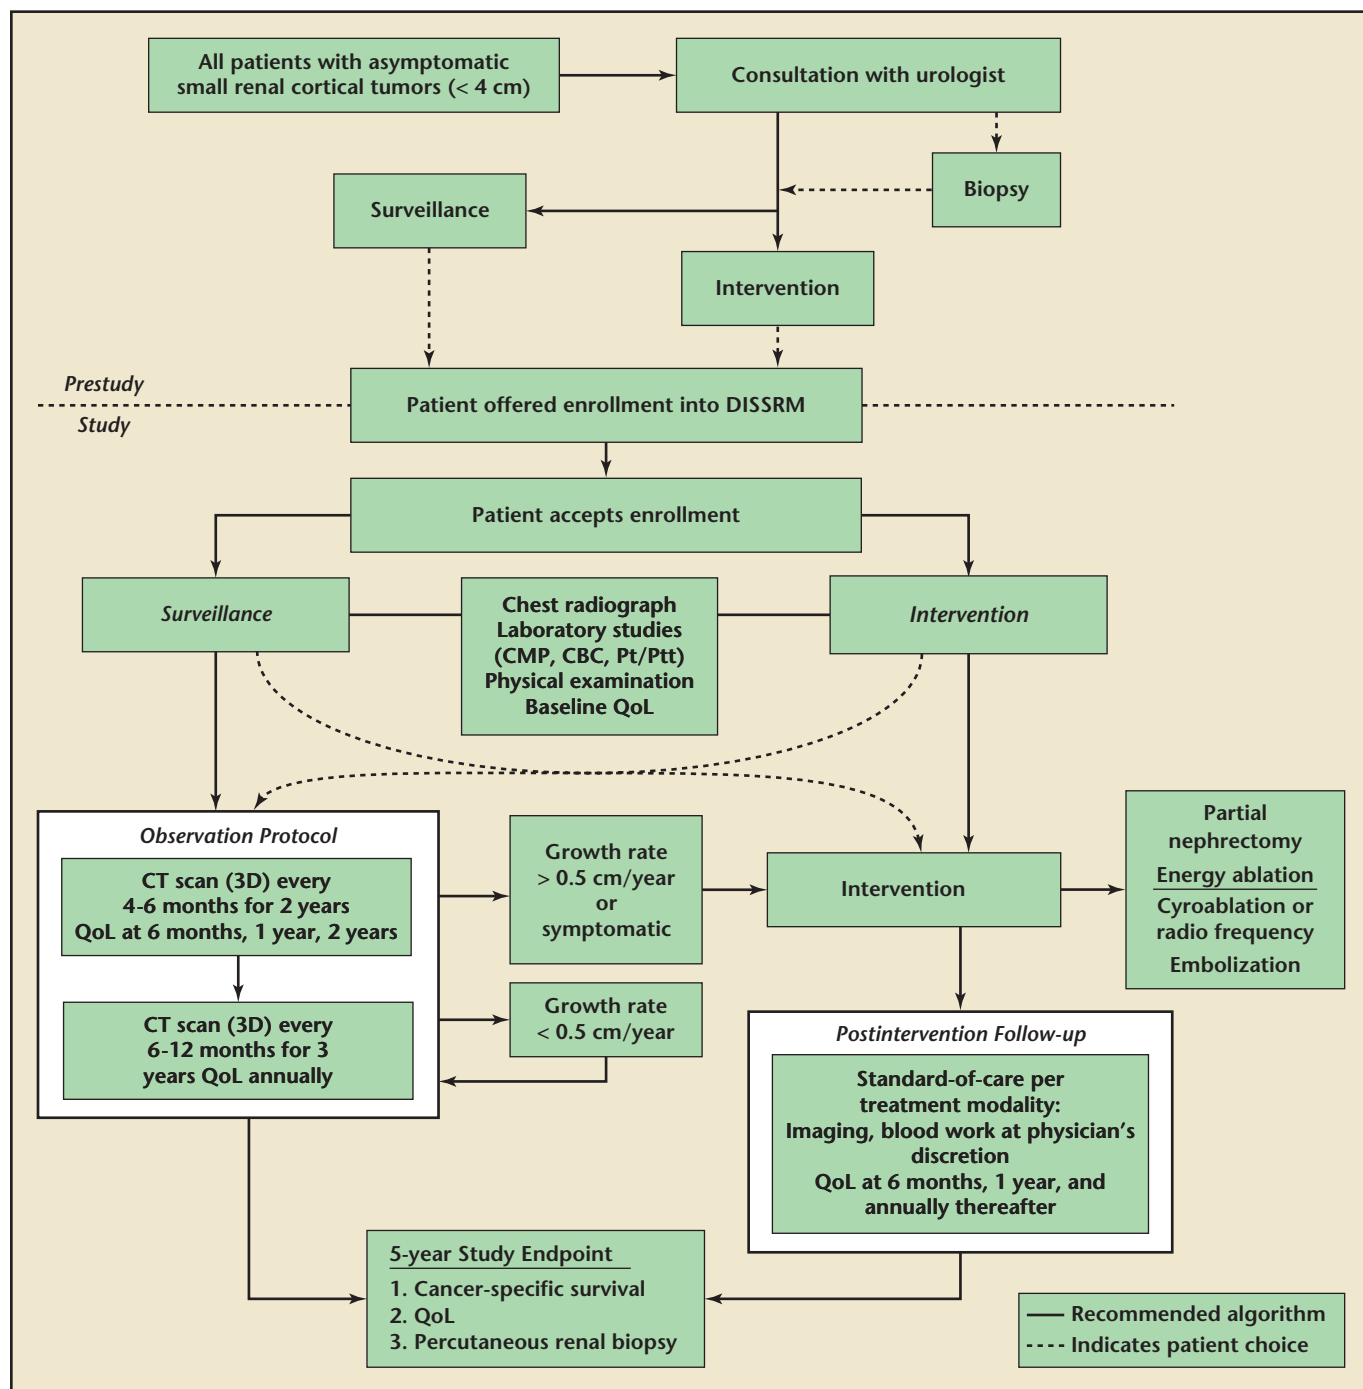 All patients with asymptomatic
small renal cortical tumors (< 4 cm)
Consultation with urologist
Biopsy
Surveillance
Intervention
Prestudy
Study
Patient offered enrollment into DISSRM
Patient accepts enrollment
Surveillance
Chest radiograph
Laboratory studies
(CMP, CBC, Pt/Ptt)
Physical examination
Baseline QoL
Intervention
Observation Protocol
CT scan (3D) every
4-6 months for 2 years
QoL at 6 months, 1 year, 2 years
CT scan (3D) every
6-12 months for 3
years QoL annually
Growth rate
> 0.5 cm/year
or
symptomatic
Growth rate
< 0.5 cm/year
Intervention
Partial
nephrectomy
Energy ablation
Cyroablation or
radio frequency
Embolization
Postintervention Follow-up
Standard-of-care per
treatment modality:
Imaging, blood work at physician’s
discretion
QoL at 6 months, 1 year, and
annually thereafter
5-year Study Endpoint
1. Cancer-specific survival
2. QoL
3. Percutaneous renal biopsy
Recommended algorithm
Indicates patient choice